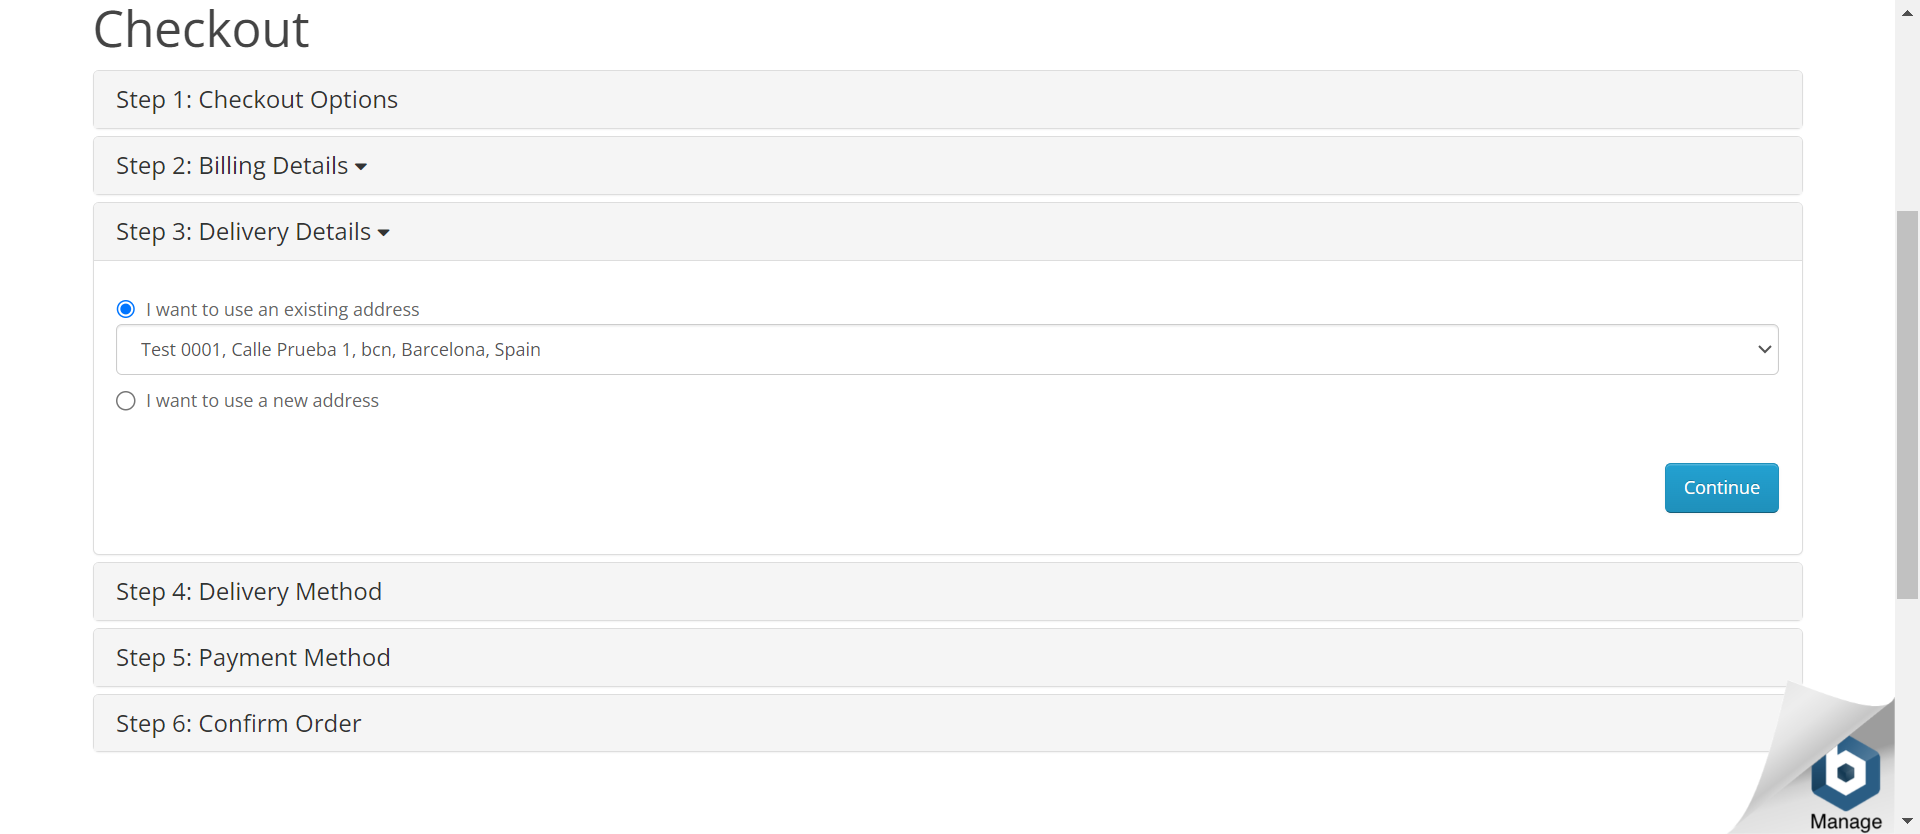 Checkout
Step 1: Checkout Options
Step 2: Billing Details
Step 3: Delivery Details
I want to use an existing address
Test 0001, Calle Prueba 1, bcn, Barcelona, Spain
I want to use a new address
Continue
Step 4: Delivery Method
Step 5: Payment Method
Step 6: Confirm Order
b
Manage